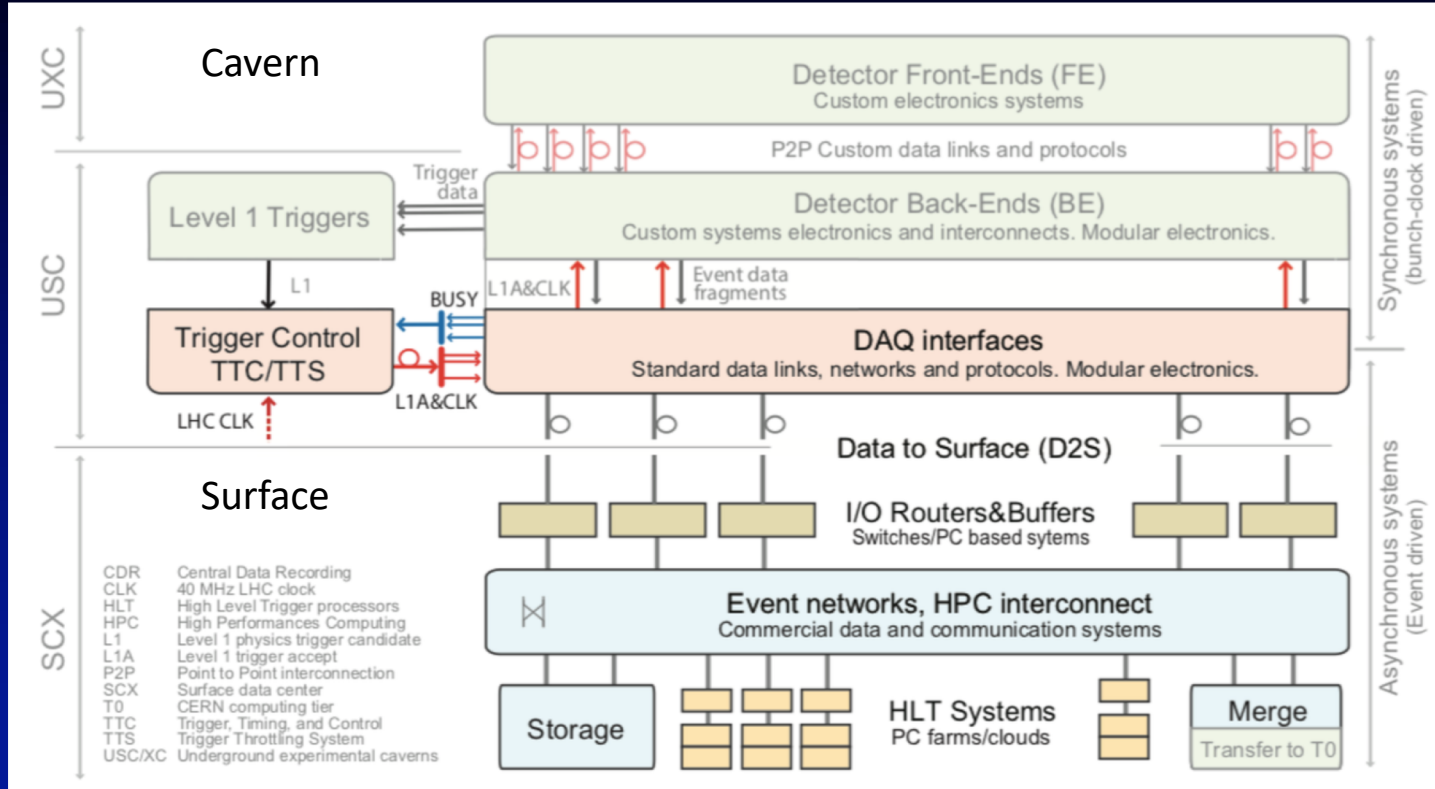 UXC
Cavern
Detector Front-Ends (FE)
Custom electronics systems
P2P Custom data links and protocols
Synchronous systems
(bunch-clock driven)
USC
Level 1 Triggers
Trigger
data
Detector Back-Ends (BE)
Custom systems electronics and interconnects. Modular electronics.
L1
BUSY
L1A&CLK
Event data
fragments
Trigger Control
TTC/TTS
DAQ interfaces
Standard data links, networks and protocols. Modular electronics.
L1A&CLK
LHC CLK
Data to Surface (D2S)
Surface
I/O Routers&Buffers
Switches/PC based sytems
Asynchronous systems
(Event driven)
SCX
CDR Central Data Recording
CLK 40 MHz LHC clock
HLT High Level Trigger processors
HPC High Performances Computing
L1 Level 1 physics trigger candidate
L1A Level 1 trigger accept
P2P Point to Point interconnection
SCX Surface data center
T0 CERN computing tier
TTC Trigger, Timing, and Control
TTS Trigger Throttling System
USC/XC Underground experimental caverns
Event networks, HPC interconnect
Commercial data and communication systems
Storage
HLT Systems
PC farms/clouds
Merge
Transfer to T0